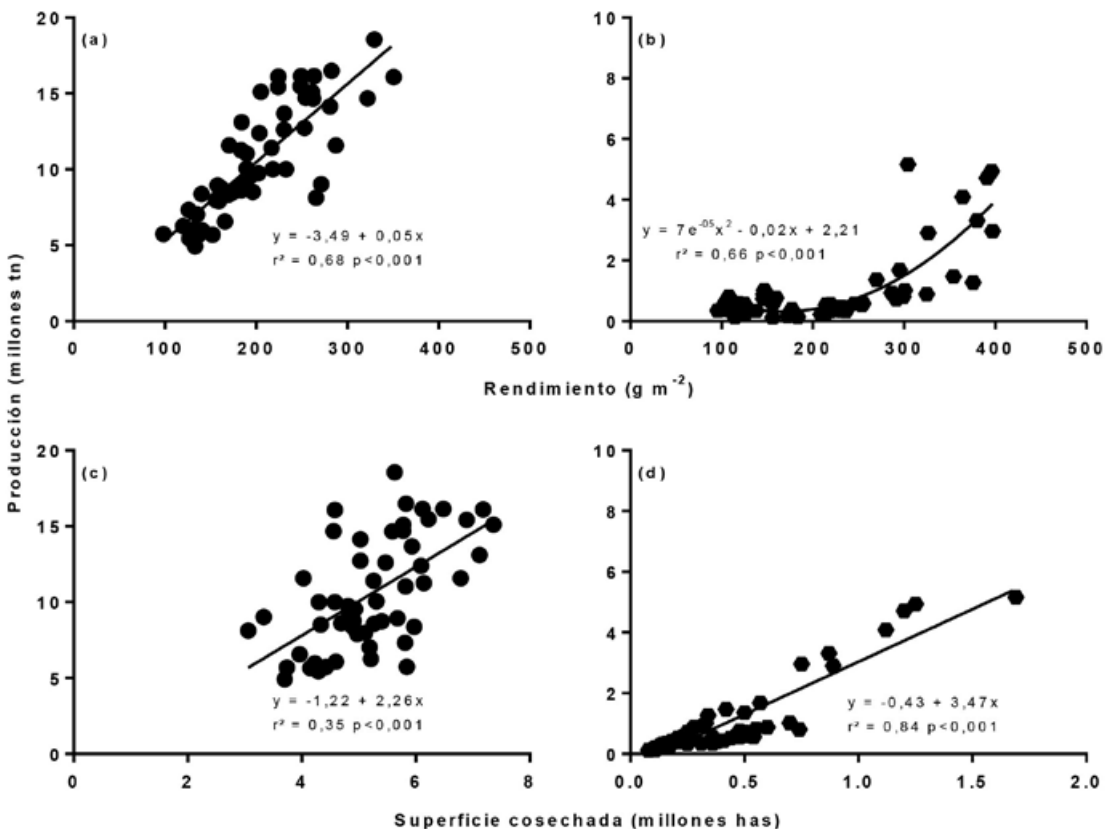 Producción (millones tn)
(a)
20
15
10
5
0
100
200
300
400
500
y = -3,49 + 0,05x
r² = 0,68 p<0,001
(b)
10
8
6
4
2
0
0
100
200
300
400
500
y = 7e⁻⁰⁵x² - 0,02x + 2,21
r² = 0,66 p<0,001
Rendimiento (g m⁻²)
(c)
20
15
10
5
0
0
2
4
6
8
y = -1,22 + 2,26x
r² = 0,35 p<0,001
(d)
10
8
6
4
2
0
0.0
0.5
1.0
1.5
2.0
y = -0,43 + 3,47x
r² = 0,84 p<0,001
Superficie cosechada (millones has)